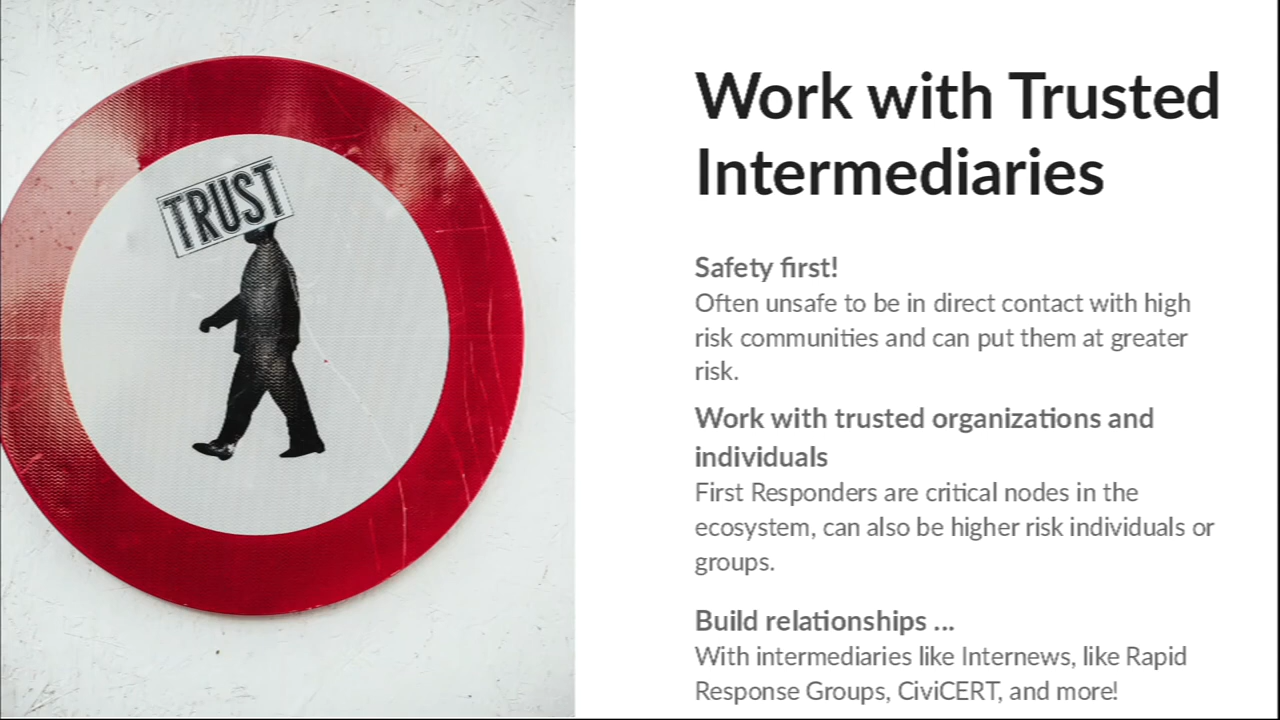 TRUST
Work with Trusted
Intermediaries
Safety first!
Often unsafe to be in direct contact with high
risk communities and can put them at greater
risk.
Work with trusted organizations and
individuals
First Responders are critical nodes in the
ecosystem, can also be higher risk individuals or
groups.
Build relationships ...
With intermediaries like Internews, like Rapid
Response Groups, CiviCERT, and more!